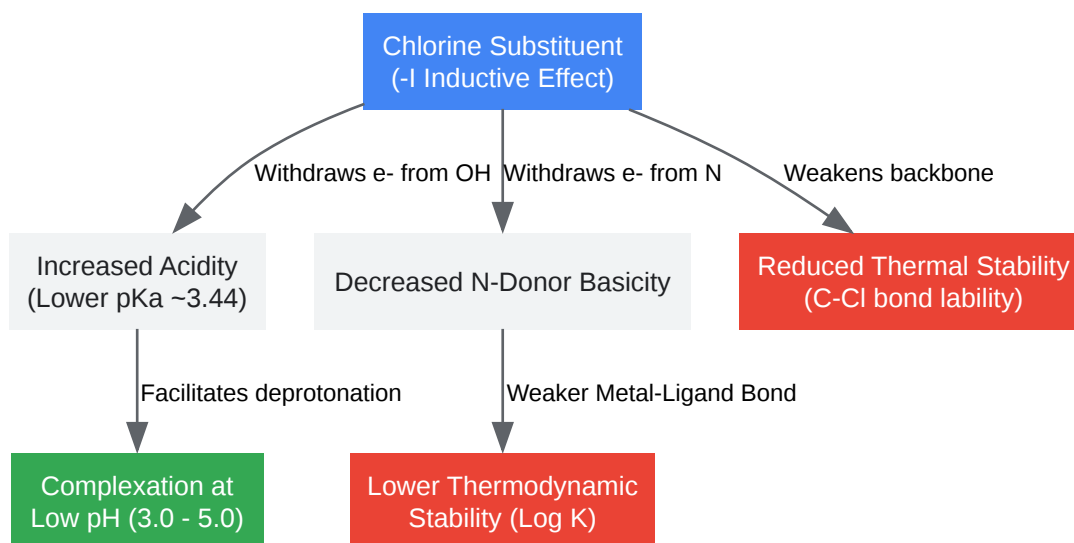 Chlorine Substituent
(-I Inductive Effect)
Withdraws e- from OH
Withdraws e- from N
Weakens backbone
Increased Acidity
(Lower pKa ~3.44)
Decreased N-Donor Basicity
Reduced Thermal Stability
(C-Cl bond lability)
Facilitates deprotonation
Weaker Metal-Ligand Bond
Complexation at
Low pH (3.0 - 5.0)
Lower Thermodynamic
Stability (Log K)